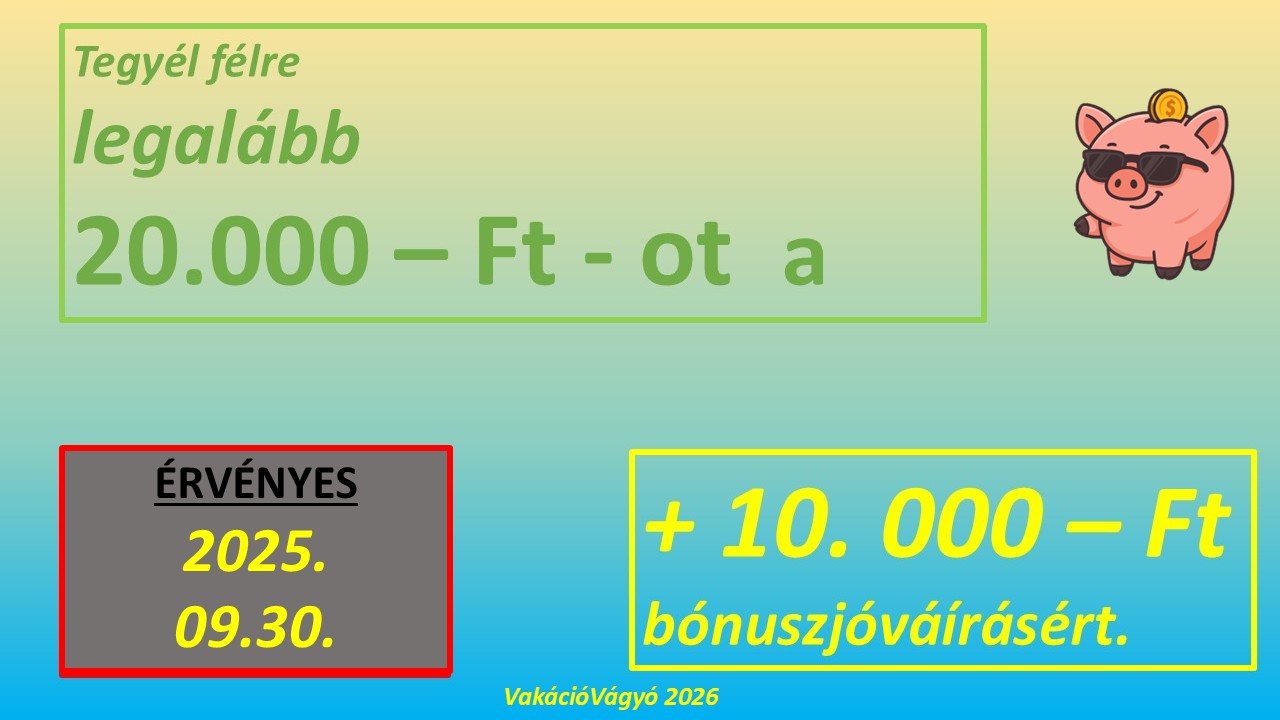 Tegyél félre
legalább
20.000 – Ft - ot a
$
ÉRVÉNYES
2025.
09.30.
+ 10. 000 – Ft
bónuszjóváírásért.
VakációVágyó 2026